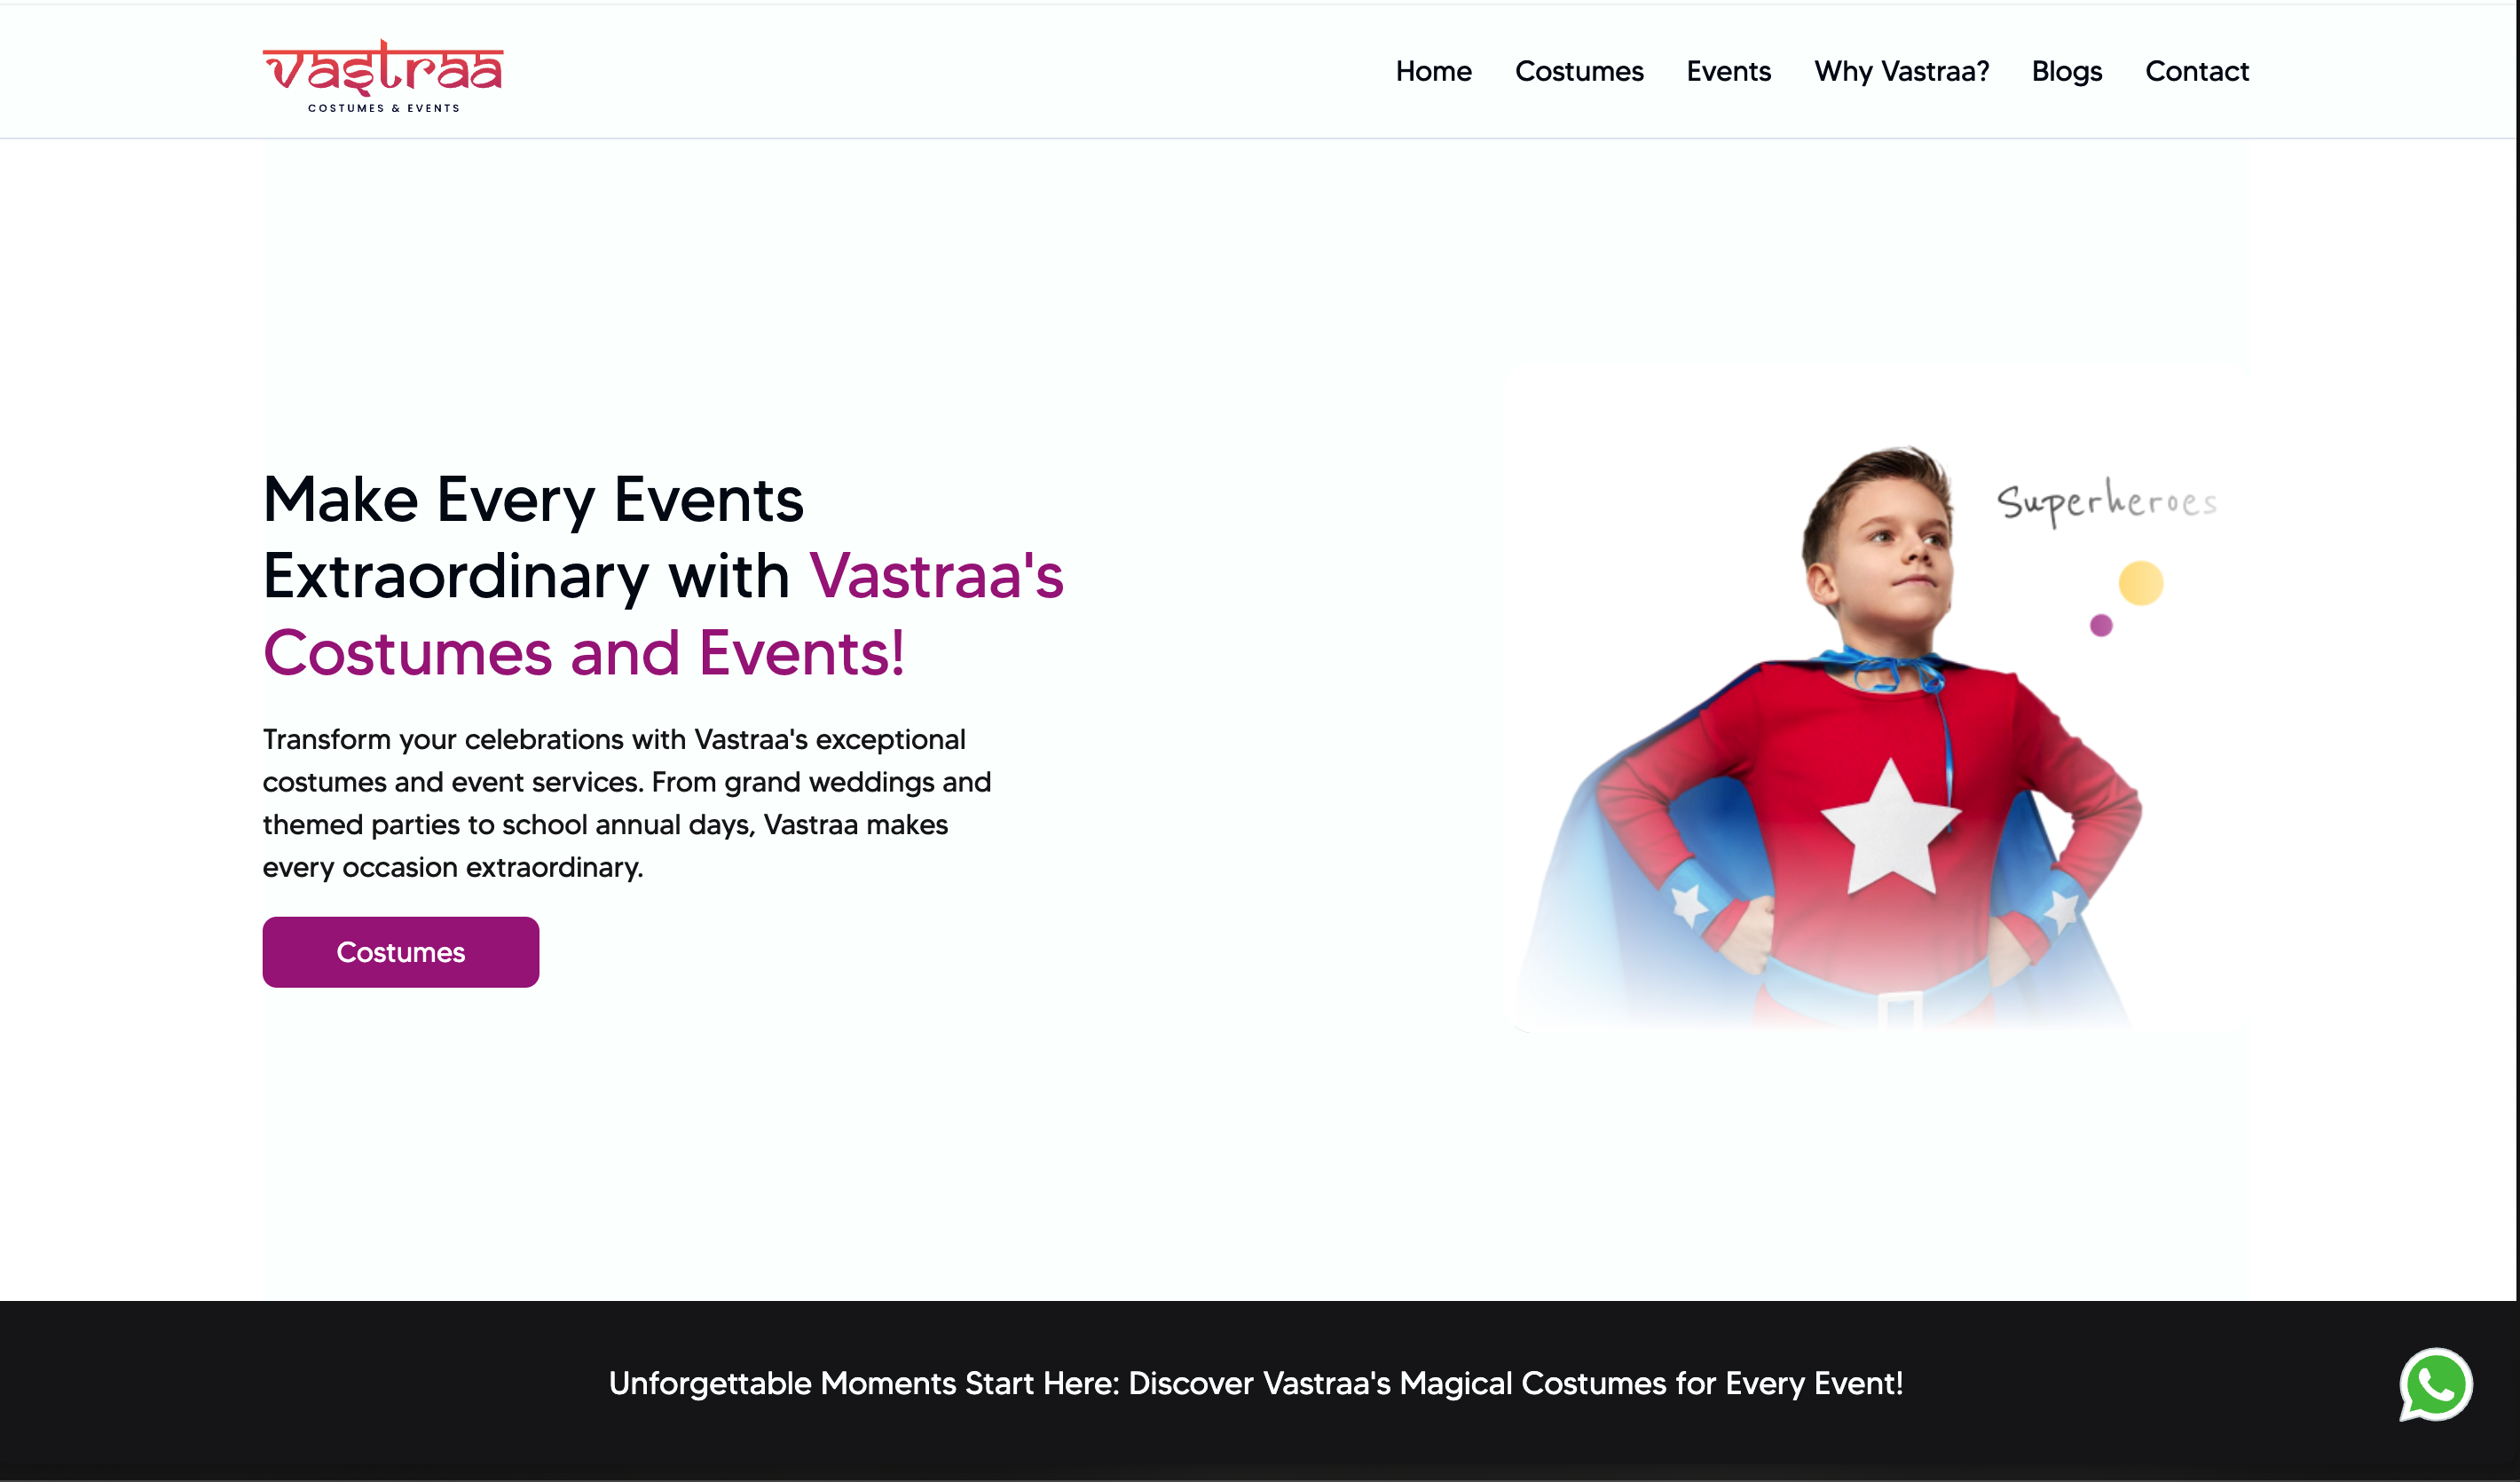 vastraa
COSTUMES & EVENTS
Home Costumes Events Why Vastraa? Blogs Contact
Make Every Events
Extraordinary with Vastraa's
Costumes and Events!
Superheroes
Transform your celebrations with Vastraa's exceptional
costumes and event services. From grand weddings and
themed parties to school annual days, Vastraa makes
every occasion extraordinary.
Costumes
Unforgettable Moments Start Here: Discover Vastraa's Magical Costumes for Every Event!